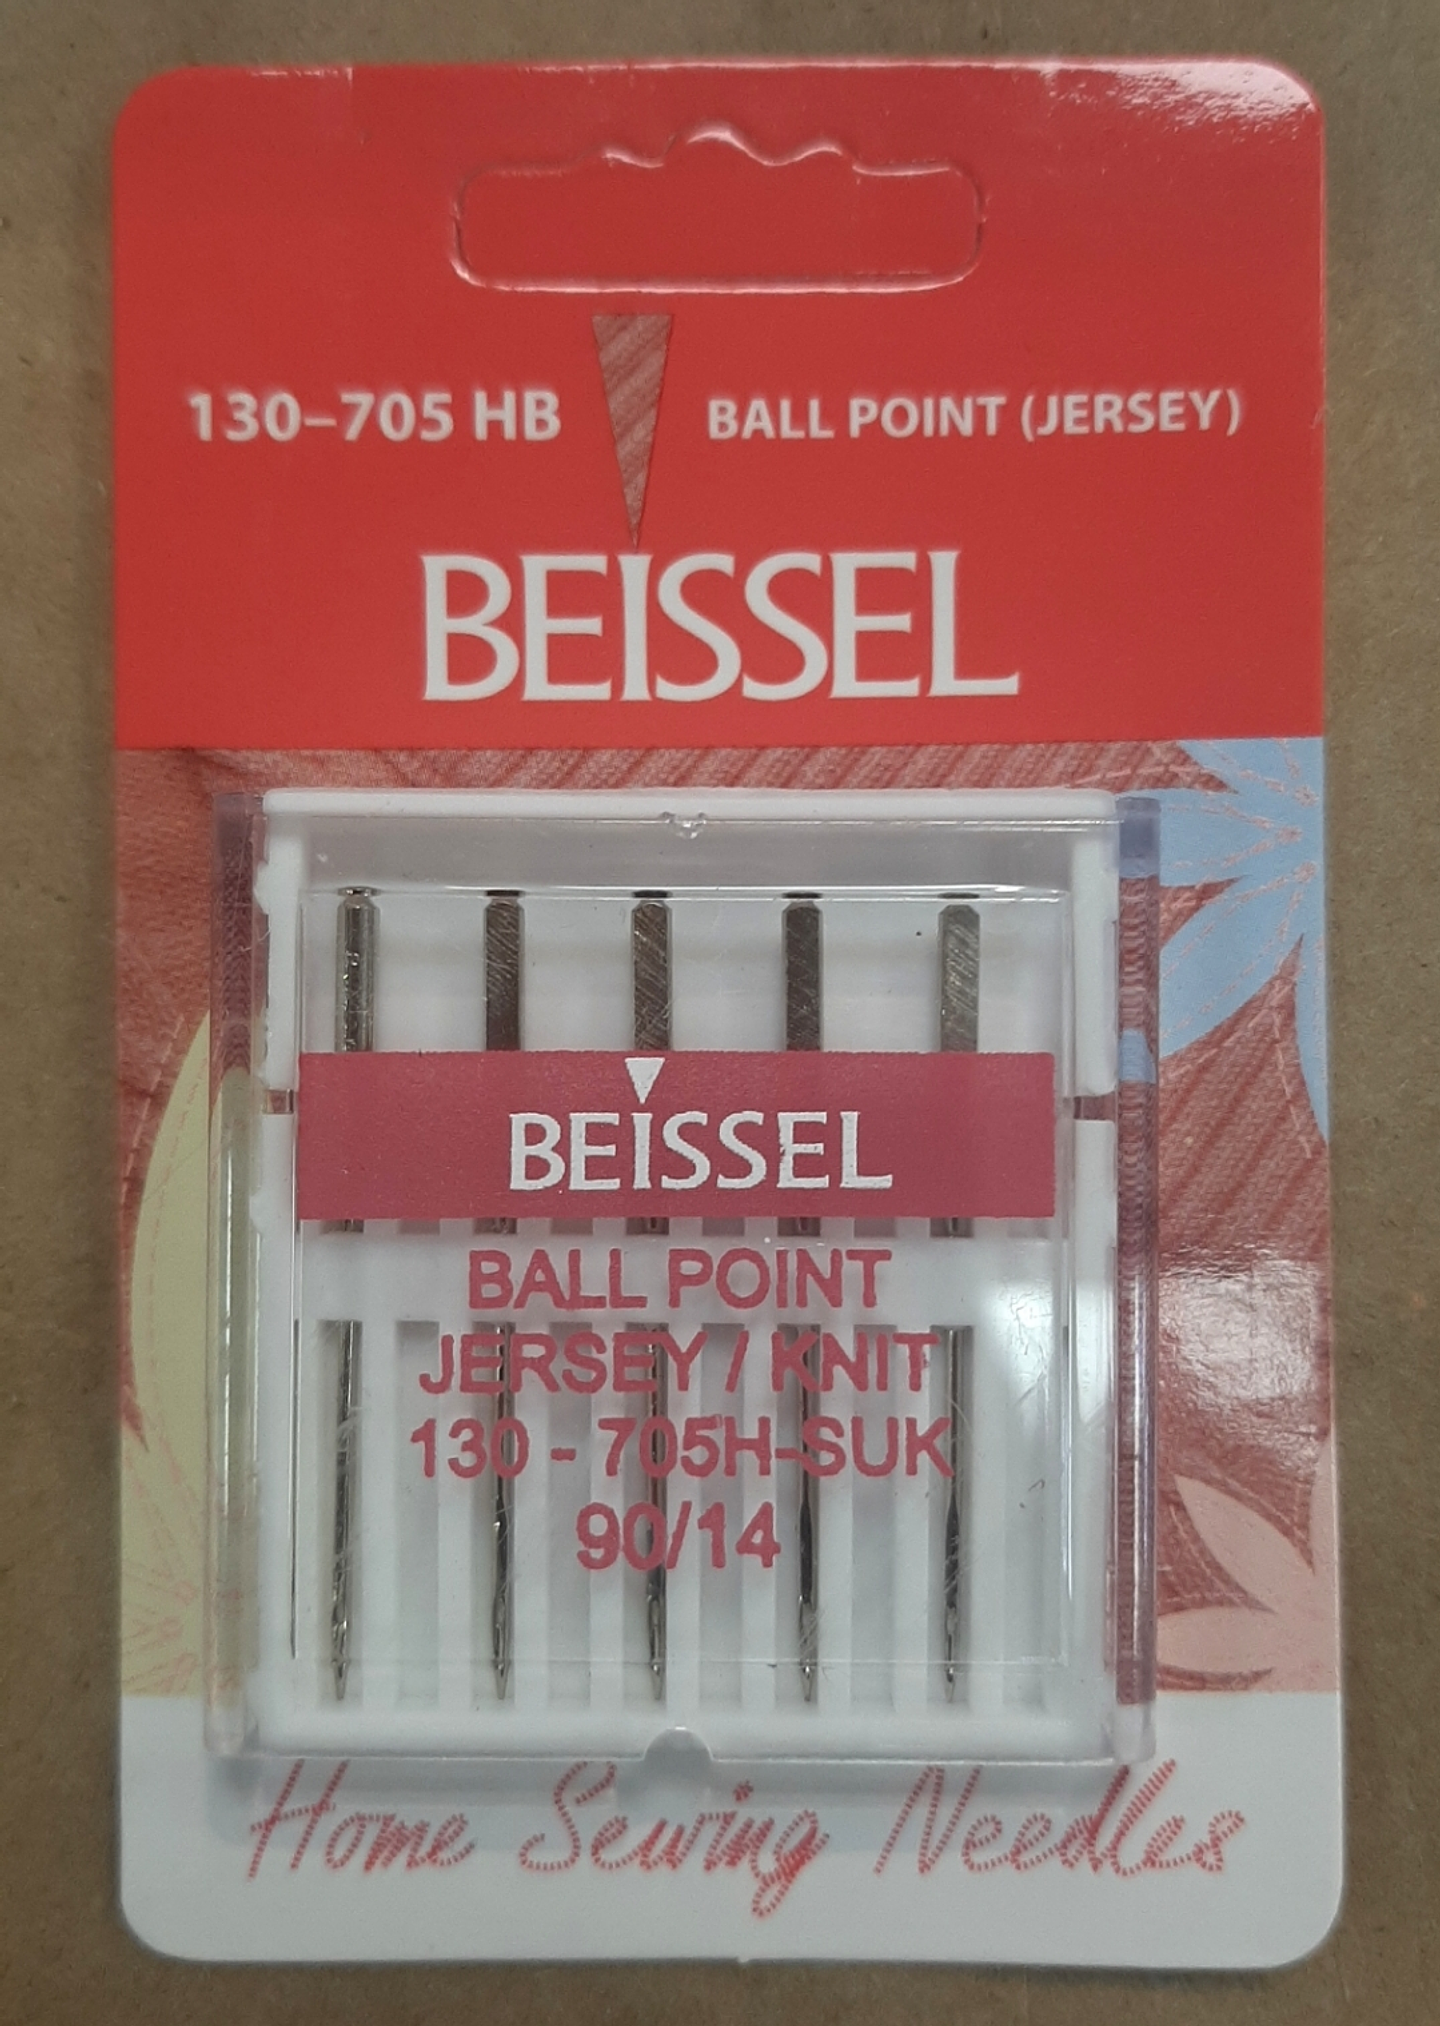 130–705 HB BALL POINT (JERSEY)
BEISSEL
BEISSEL
BALL POINT
JERSEY / KNIT
130 - 705H-SUK
90/14
Home Sewing Needles